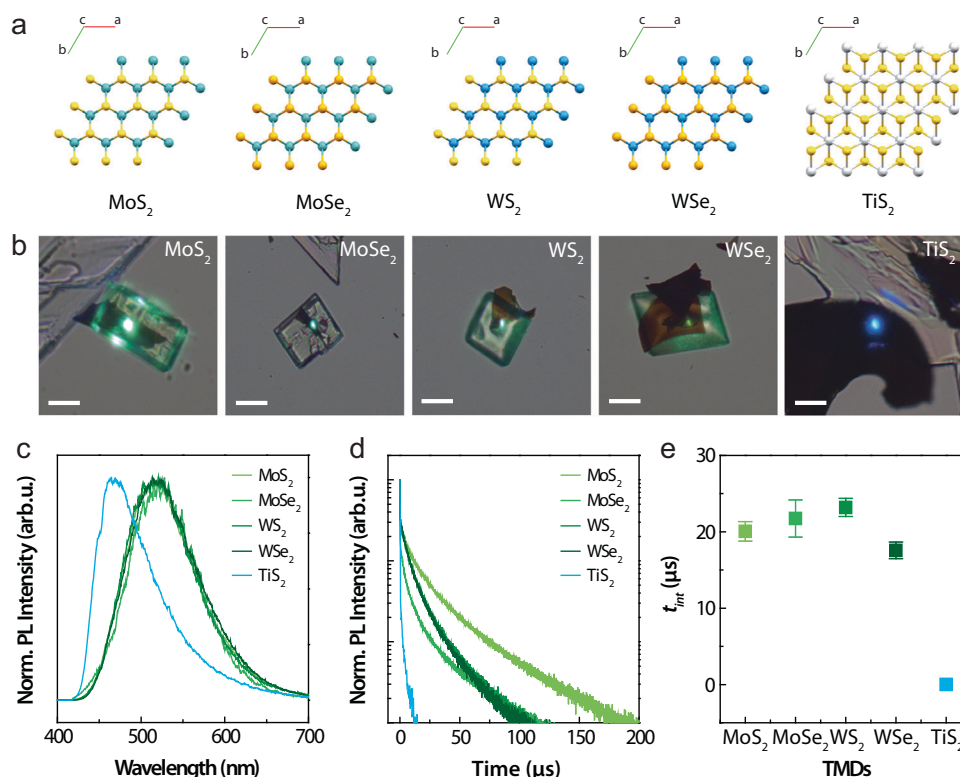 a
c a c a c a c a c a
b b b b b
MoS₂ MoSe₂ WS₂ WSe₂ TiS₂
b
MoS₂ MoSe₂ WS₂ WSe₂ TiS₂
c
Norm. PL Intensity (arb.u.)
MoS₂
MoSe₂
WS₂
WSe₂
TiS₂
400 500 600 700
Wavelength (nm)
d
Norm. PL Intensity (arb.u.)
MoS₂
MoSe₂
WS₂
WSe₂
TiS₂
0 50 100 150 200
Time (µs)
e
t_int (µs)
30
20
10
0
MoS₂ MoSe₂ WS₂ WSe₂ TiS₂
TMDs